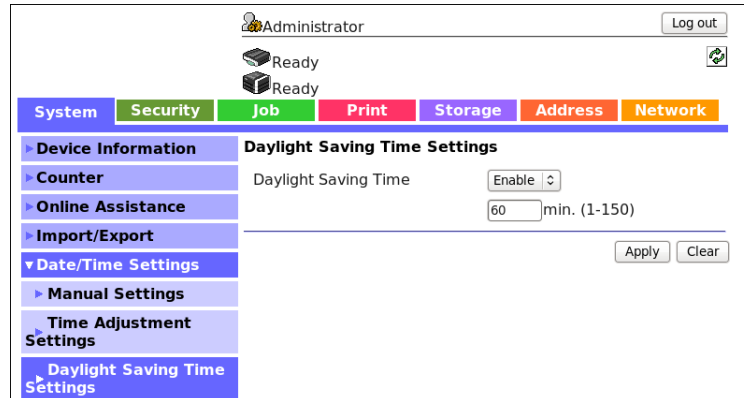 Administrator
Log out
Ready
Ready
System Security Job Print Storage Address Network
Device Information
Counter
Online Assistance
Import/Export
Date/Time Settings
Manual Settings
Time Adjustment
Settings
Daylight Saving Time
Settings
Daylight Saving Time Settings
Daylight Saving Time Enable
60 min. (1-150)
Apply Clear